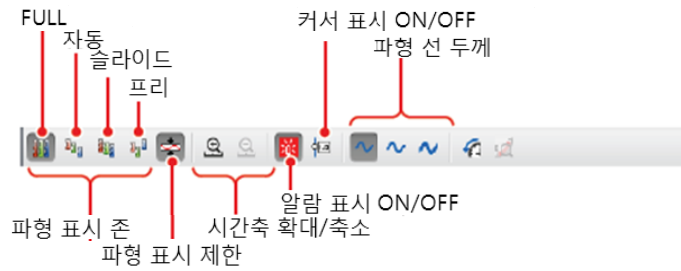 FULL
자동
슬라이드
프리
커서 표시 ON/OFF
파형 선 두께
파형 표시 존
파형 표시 제한
시간축 확대/축소
알람 표시 ON/OFF